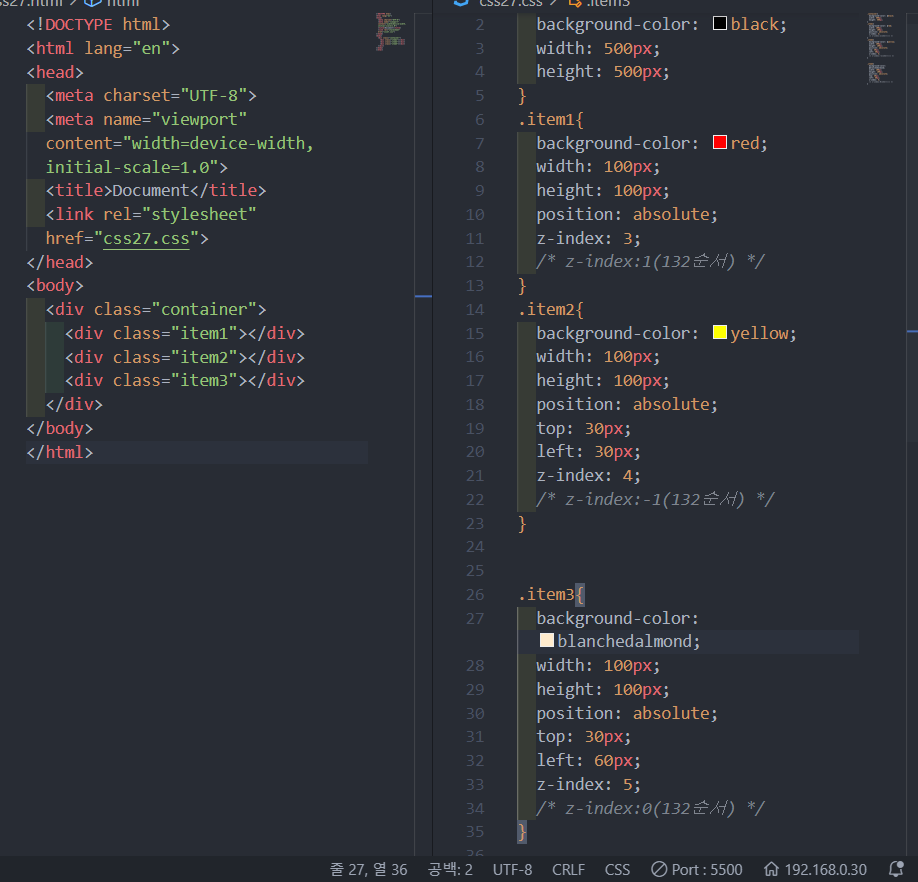 <!DOCTYPE html>
<html lang="en">
<head>
<meta charset="UTF-8">
<meta name="viewport"
content="width=device-width,
initial-scale=1.0">
<title>Document</title>
<link rel="stylesheet"
href="css27.css">
</head>
<body>
<div class="container">
<div class="item1"></div>
<div class="item2"></div>
<div class="item3"></div>
</div>
</body>
</html>
css27.css > .item3
2 background-color: black;
3 width: 500px;
4 height: 500px;
5 }
6 .item1{
7 background-color: red;
8 width: 100px;
9 height: 100px;
10 position: absolute;
11 z-index: 3;
12 /* z-index:1(132순서) */
13 }
14 .item2{
15 background-color: yellow;
16 width: 100px;
17 height: 100px;
18 position: absolute;
19 top: 30px;
20 left: 30px;
21 z-index: 4;
22 /* z-index:-1(132순서) */
23 }
24
25
26 .item3{
27 background-color:
blanchedalmond;
28 width: 100px;
29 height: 100px;
30 position: absolute;
31 top: 30px;
32 left: 60px;
33 z-index: 5;
34 /* z-index:0(132순서) */
35 }
줄 27, 열 36 공백: 2 UTF-8 CRLF CSS Port : 5500 192.168.0.30